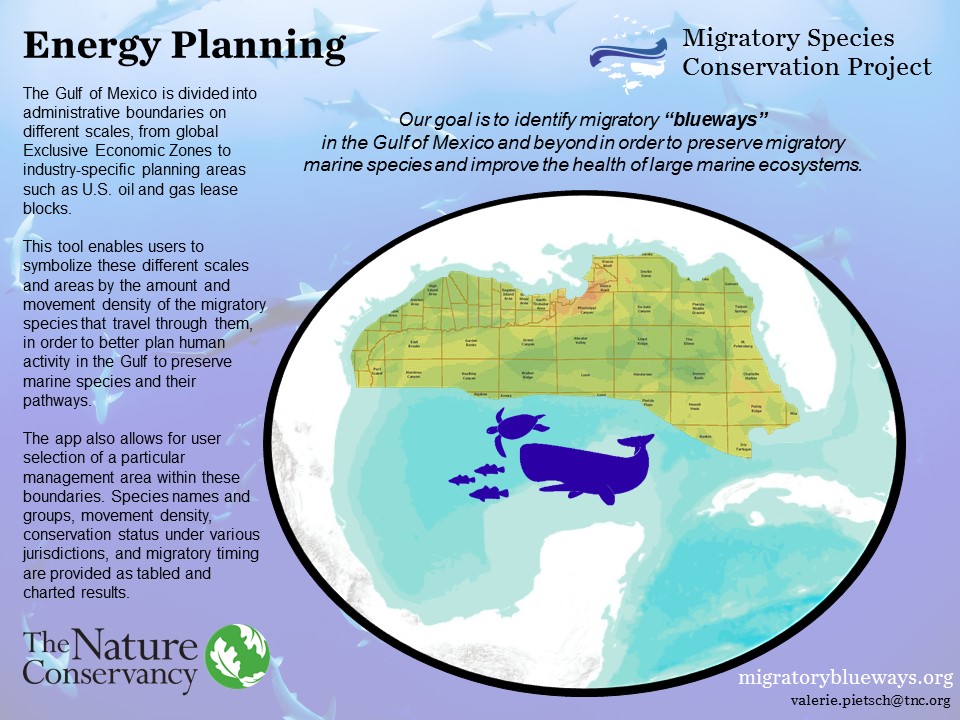 Energy Planning
Migratory Species
Conservation Project
The Gulf of Mexico is divided into
administrative boundaries on
different scales, from global
Exclusive Economic Zones to
industry-specific planning areas
such as U.S. oil and gas lease
blocks.
Our goal is to identify migratory “blueways”
in the Gulf of Mexico and beyond in order to preserve migratory
marine species and improve the health of large marine ecosystems.
This tool enables users to
symbolize these different scales
and areas by the amount and
movement density of the migratory
species that travel through them,
in order to better plan human
activity in the Gulf to preserve
marine species and their
pathways.
The app also allows for user
selection of a particular
management area within these
boundaries. Species names and
groups, movement density,
conservation status under various
jurisdictions, and migratory timing
are provided as tabled and
charted results.
The Nature
Conservancy
migratoryblueways.org
valerie.pietsch@tnc.org